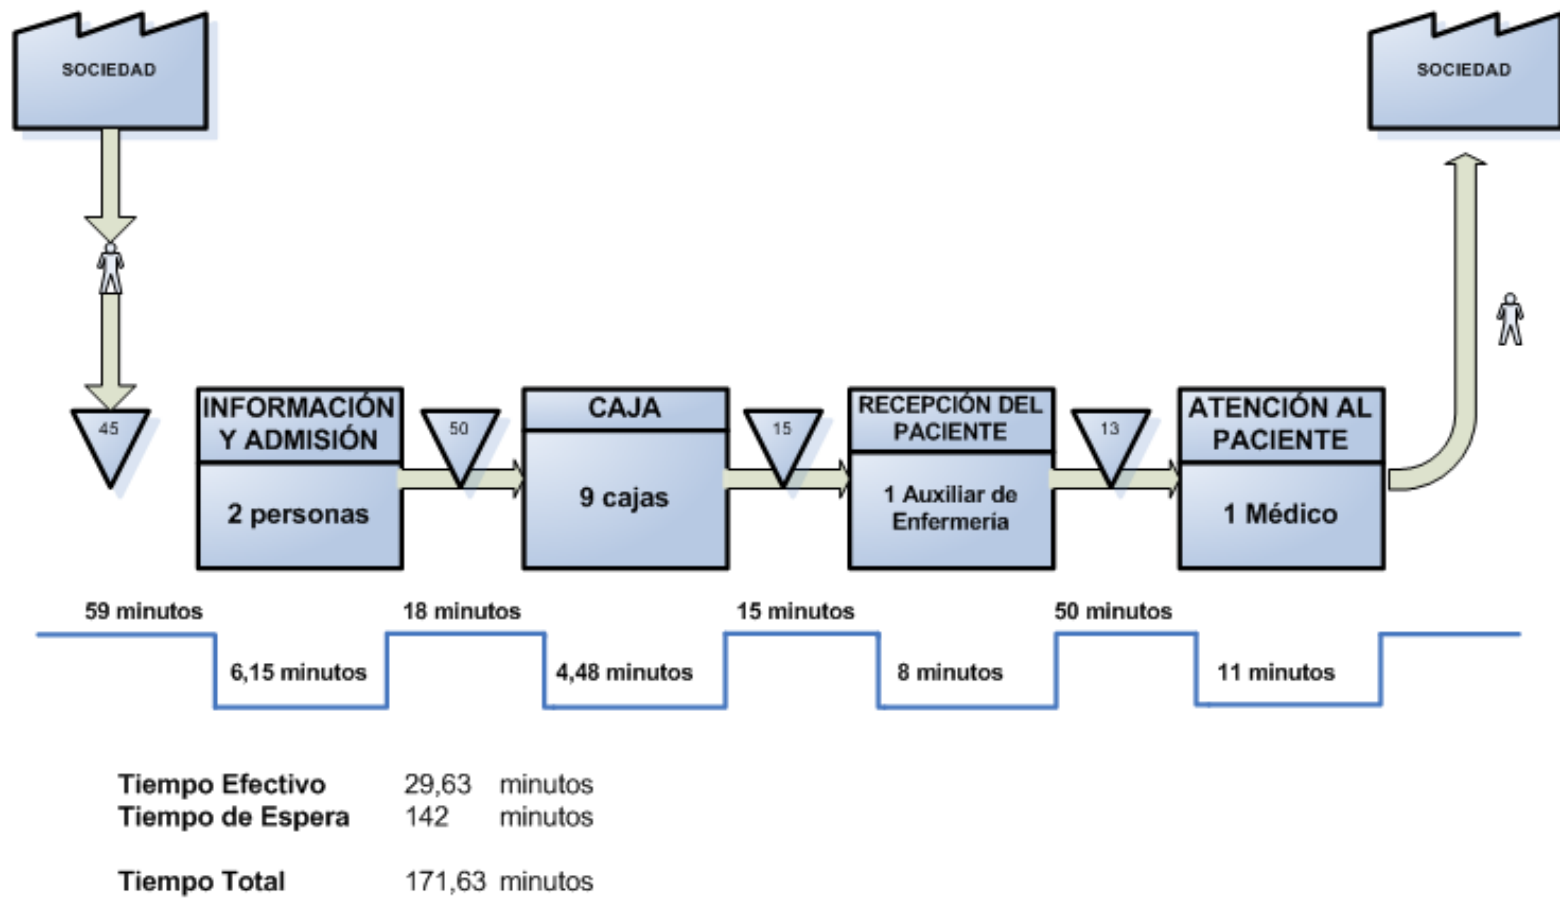 SOCIEDAD
SOCIEDAD
45
INFORMACIÓN
Y ADMISIÓN
2 personas
50
CAJA
9 cajas
15
RECEPCIÓN DEL
PACIENTE
1 Auxiliar de
Enfermería
13
ATENCIÓN AL
PACIENTE
1 Médico
59 minutos
18 minutos
15 minutos
50 minutos
6,15 minutos
4,48 minutos
8 minutos
11 minutos
Tiempo Efectivo 29,63 minutos
Tiempo de Espera 142 minutos
Tiempo Total 171,63 minutos